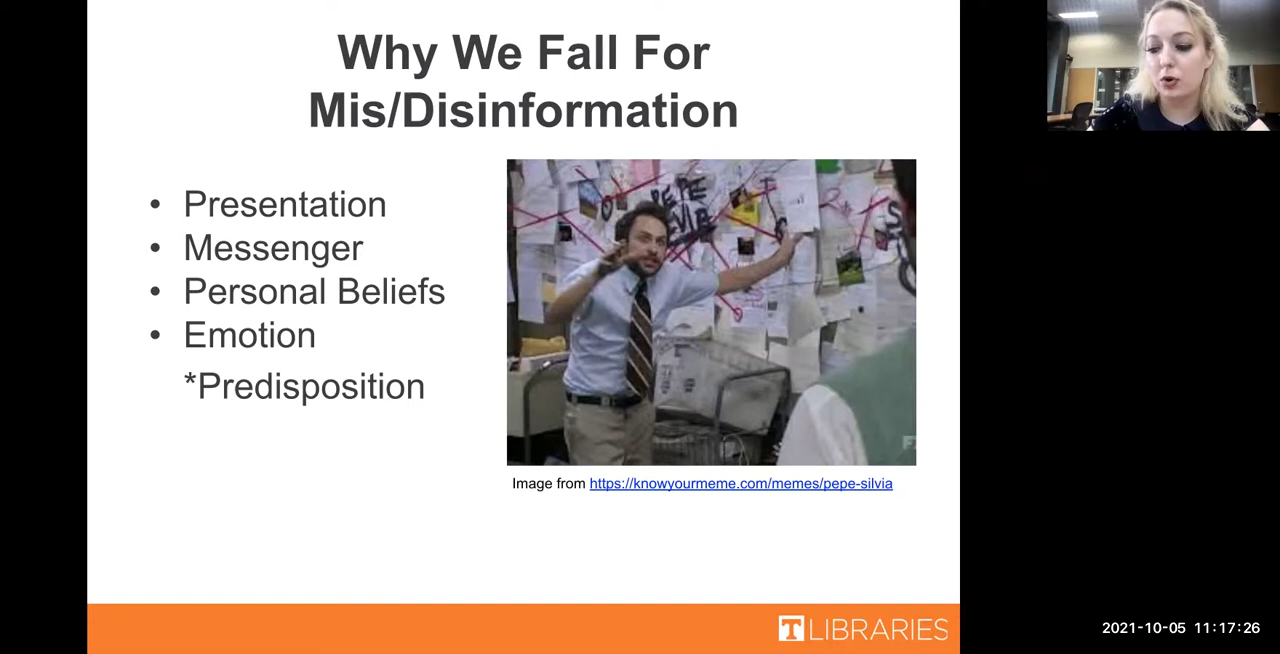 Why We Fall For
Mis/Disinformation
• Presentation
• Messenger
• Personal Beliefs
• Emotion
*Predisposition
PEPE
Image from https://knowyourmeme.com/memes/pepe-silvia
T LIBRARIES
2021-10-05 11:17:26